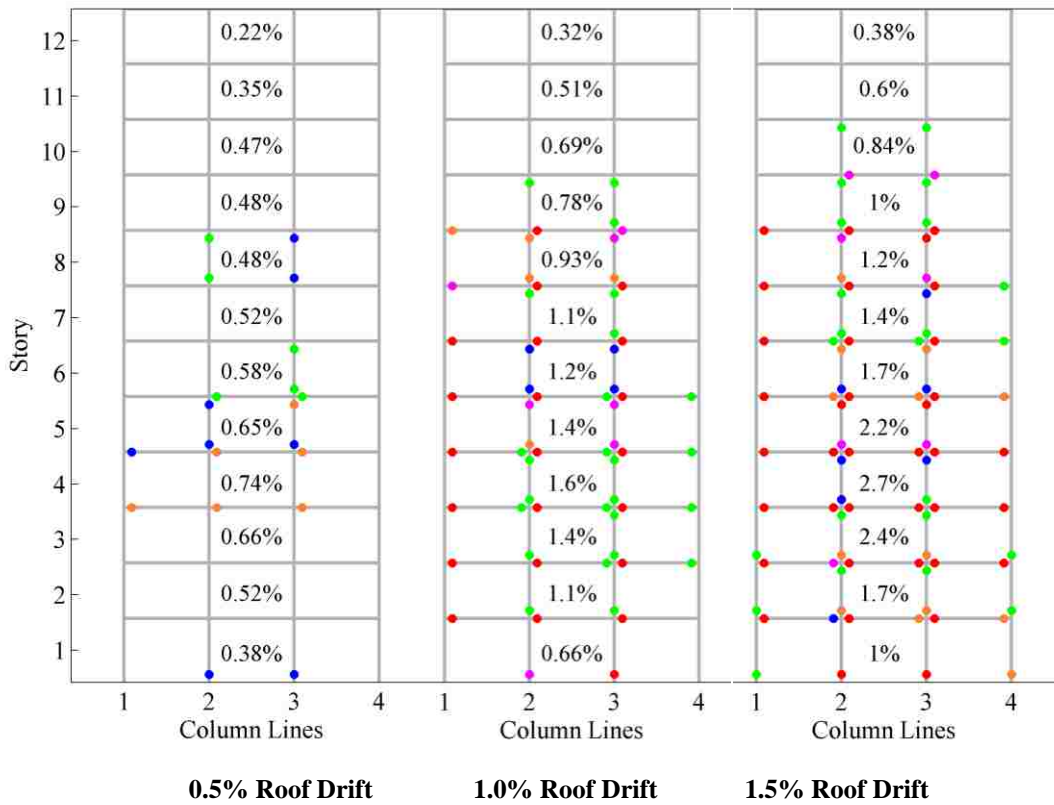 12 0.22% 0.32% 0.38%
11 0.35% 0.51% 0.6%
10 0.47% 0.69% 0.84%
9 0.48% 0.78% 1%
8 0.48% 0.93% 1.2%
7 0.52% 1.1% 1.4%
6 0.58% 1.2% 1.7%
5 0.65% 1.4% 2.2%
4 0.74% 1.6% 2.7%
3 0.66% 1.4% 2.4%
2 0.52% 1.1% 1.7%
1 0.38% 0.66% 1%
Story
1 2 3 4 1 2 3 4 1 2 3 4
Column Lines Column Lines Column Lines
0.5% Roof Drift 1.0% Roof Drift 1.5% Roof Drift